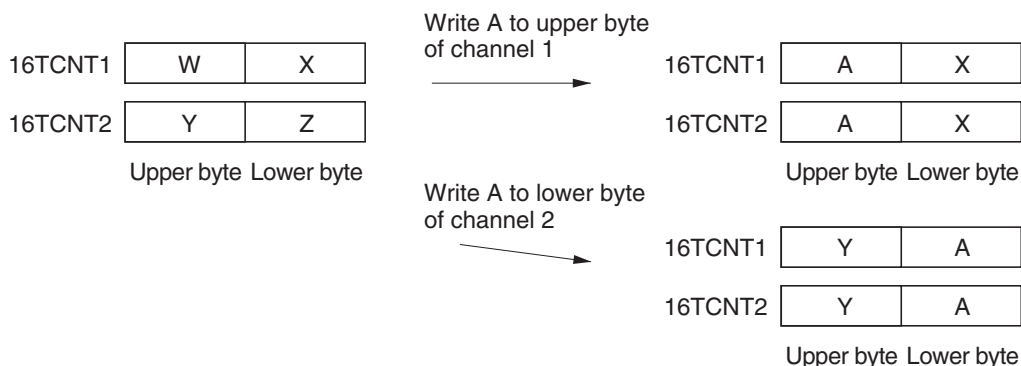 Write A to upper byte
of channel 1
16TCNT1 W X
16TCNT2 Y Z
Upper byte Lower byte
16TCNT1 A X
16TCNT2 A X
Upper byte Lower byte
Write A to lower byte
of channel 2
16TCNT1 Y A
16TCNT2 Y A
Upper byte Lower byte